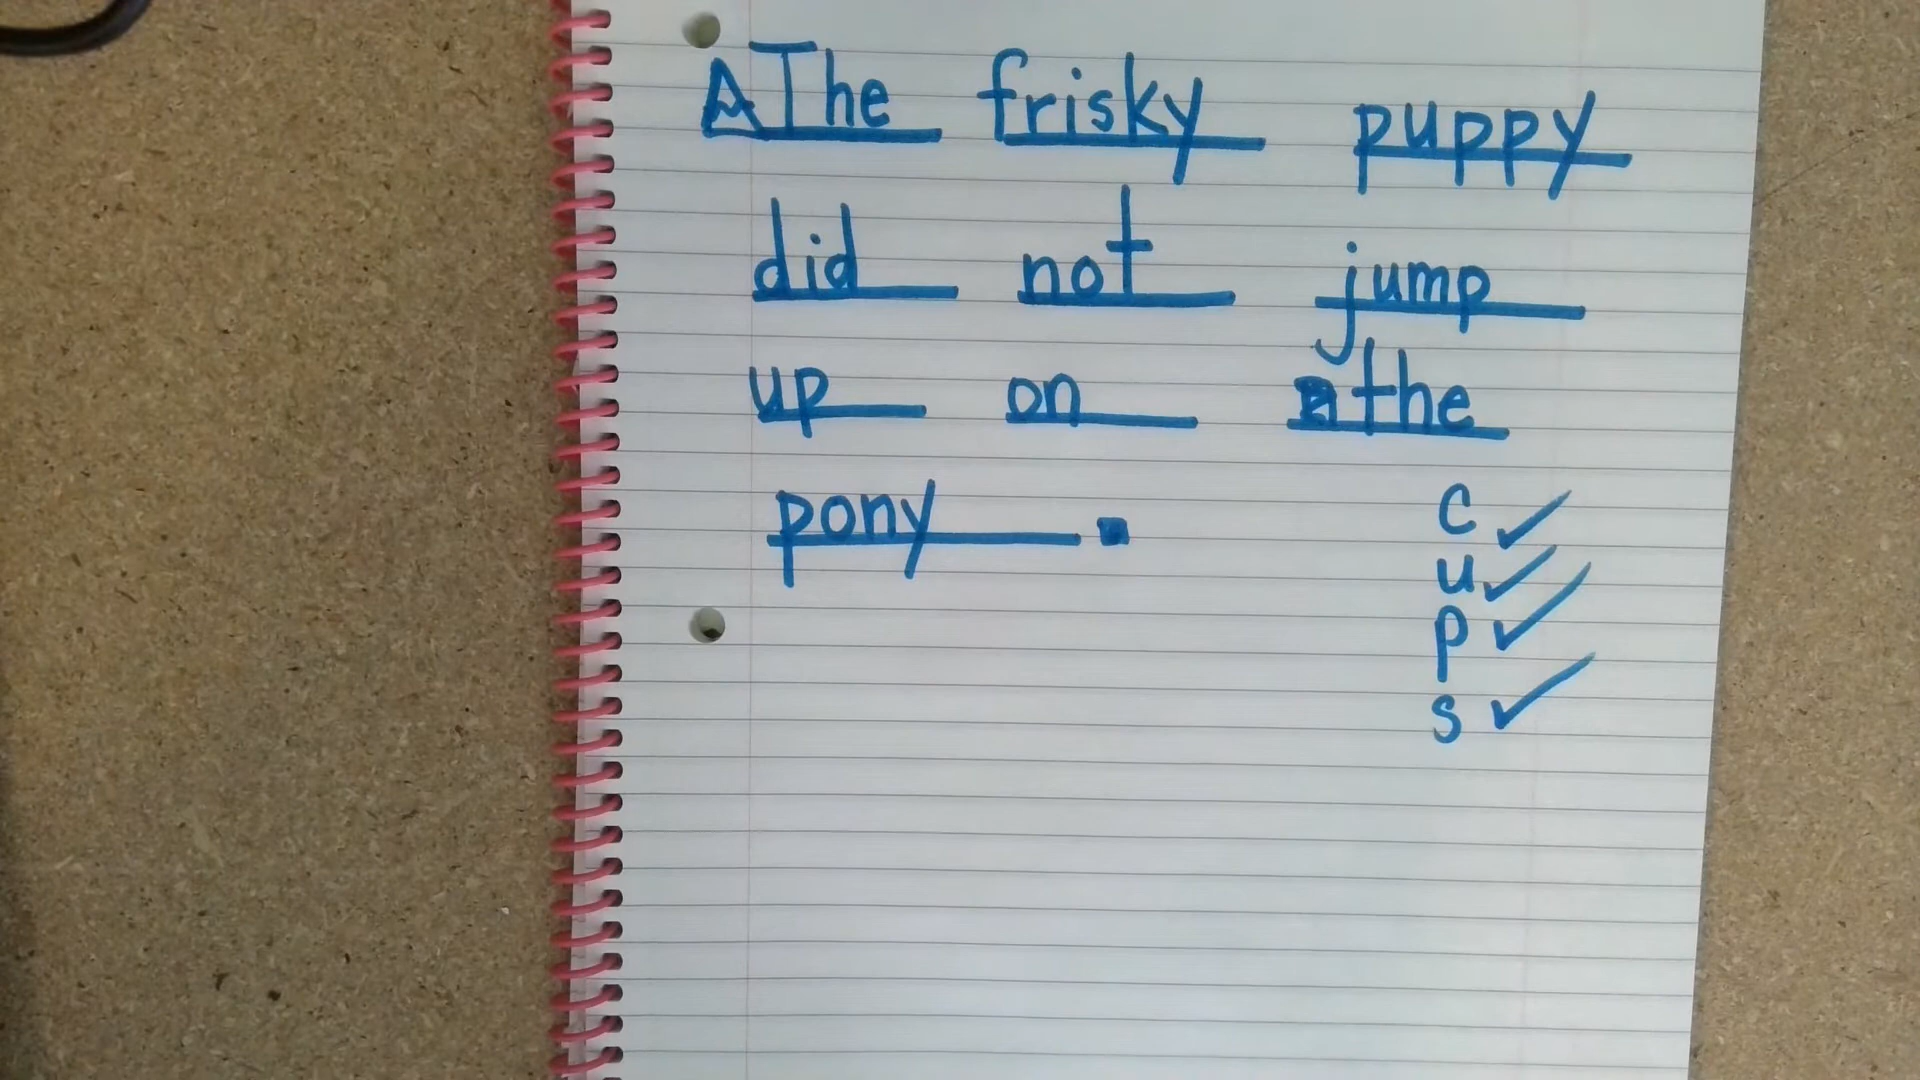 A The frisky puppy
did not jump
up on the
pony .
c ✓
u ✓
p ✓
s ✓